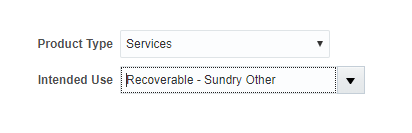 Product Type Services
Intended Use Recoverable - Sundry Other